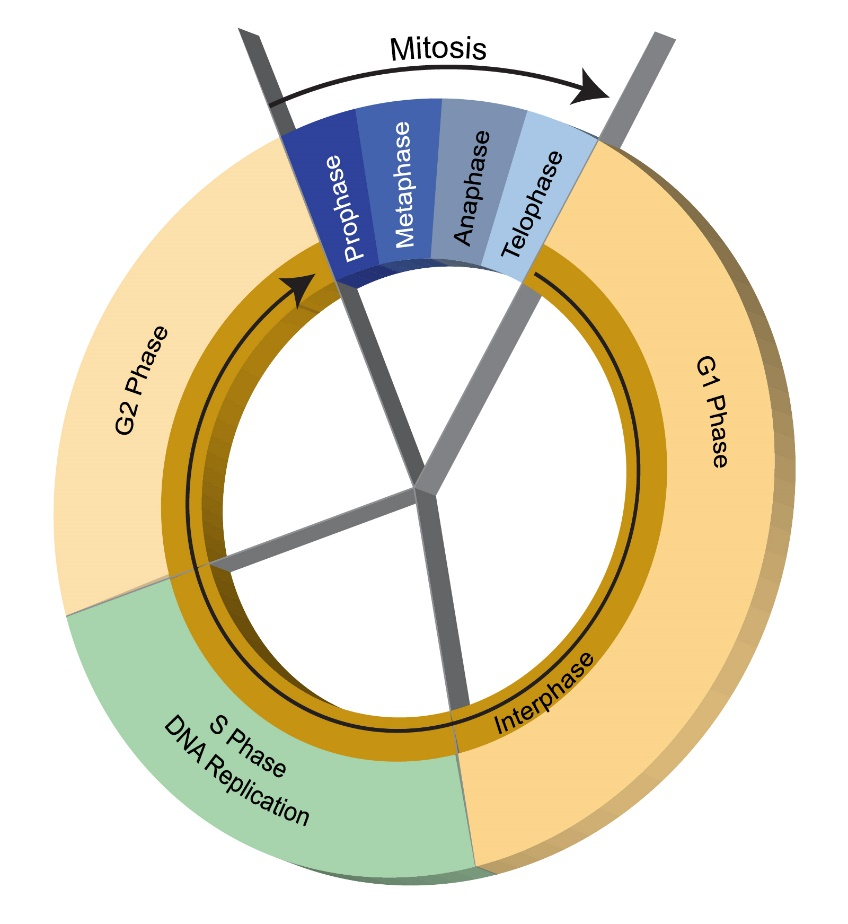 Mitosis
Prophase
Metaphase
Anaphase
Telophase
G1 Phase
Interphase
S Phase
DNA Replication
G2 Phase